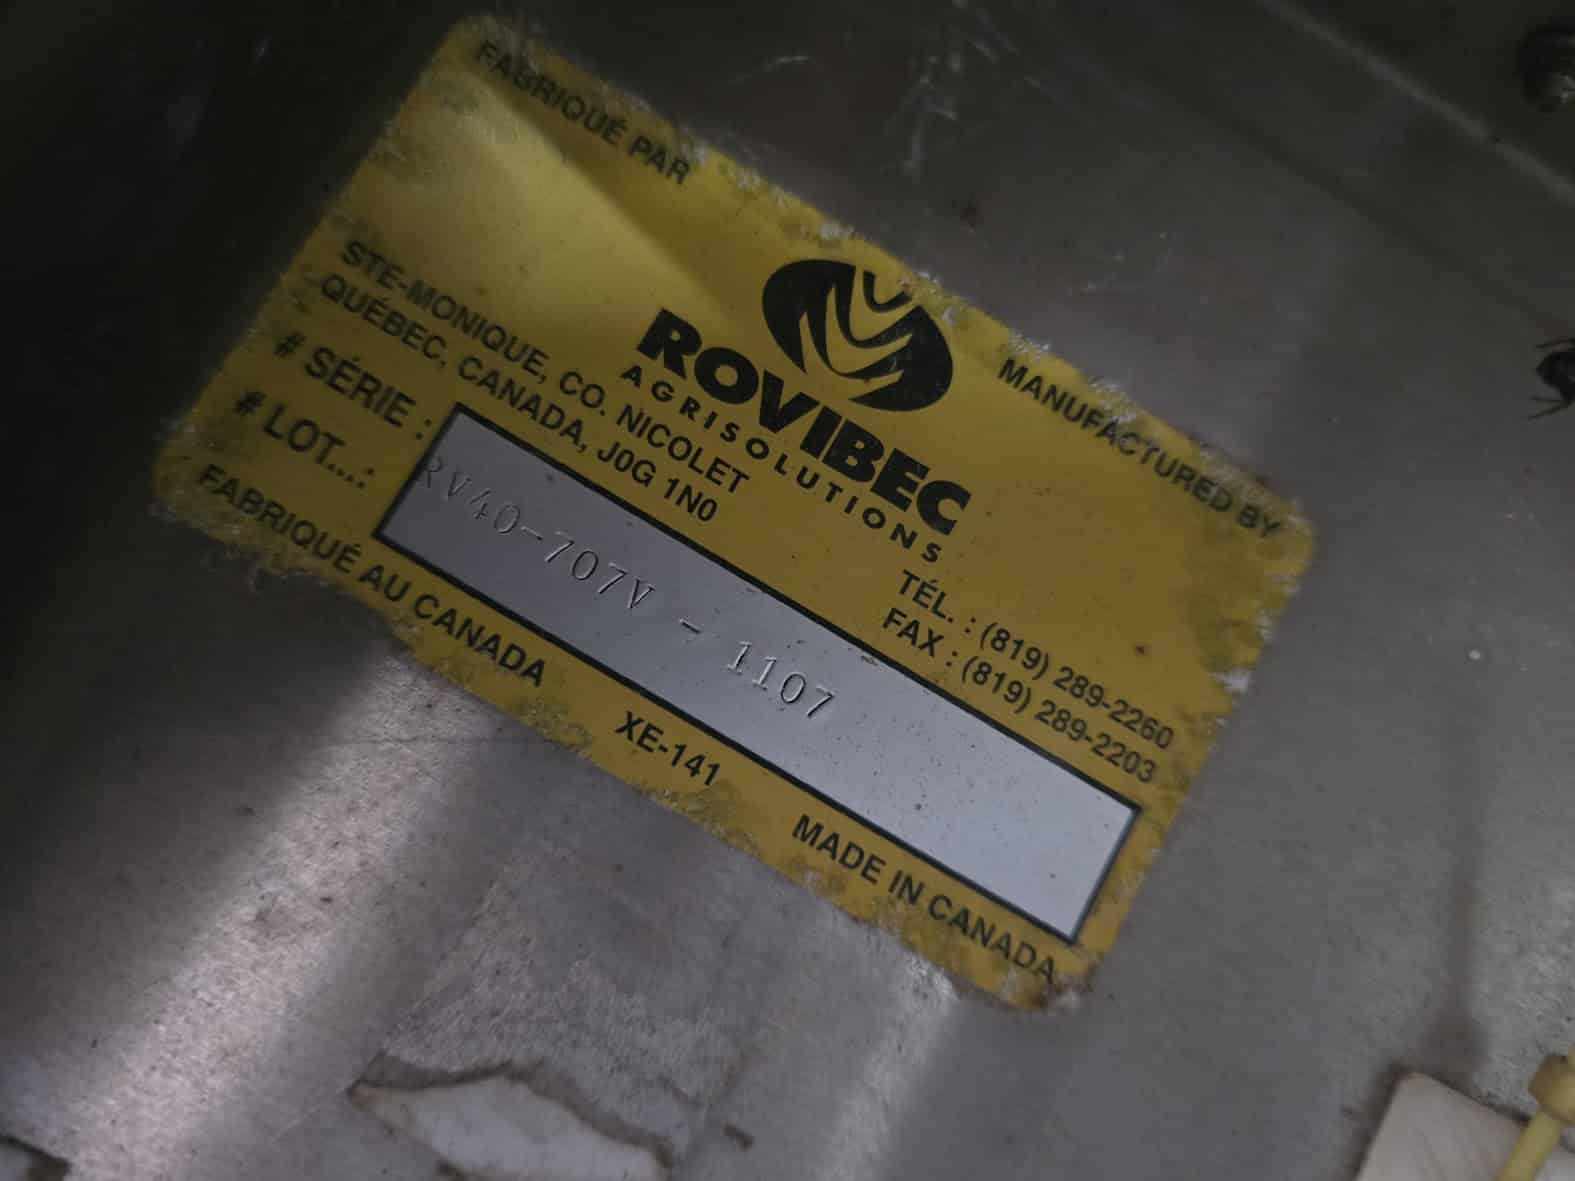 FABRIQUÉ PAR
MANUFACTURED BY
ROVIBEC
AGRISOLUTIONS
STE-MONIQUE, CO. NICOLET
QUÉBEC, CANADA, J0G 1N0
TÉL. : (819) 289-2260
FAX : (819) 289-2203
# SÉRIE :
# LOT...:
RV40-707V - 1107
FABRIQUÉ AU CANADA XE-141 MADE IN CANADA